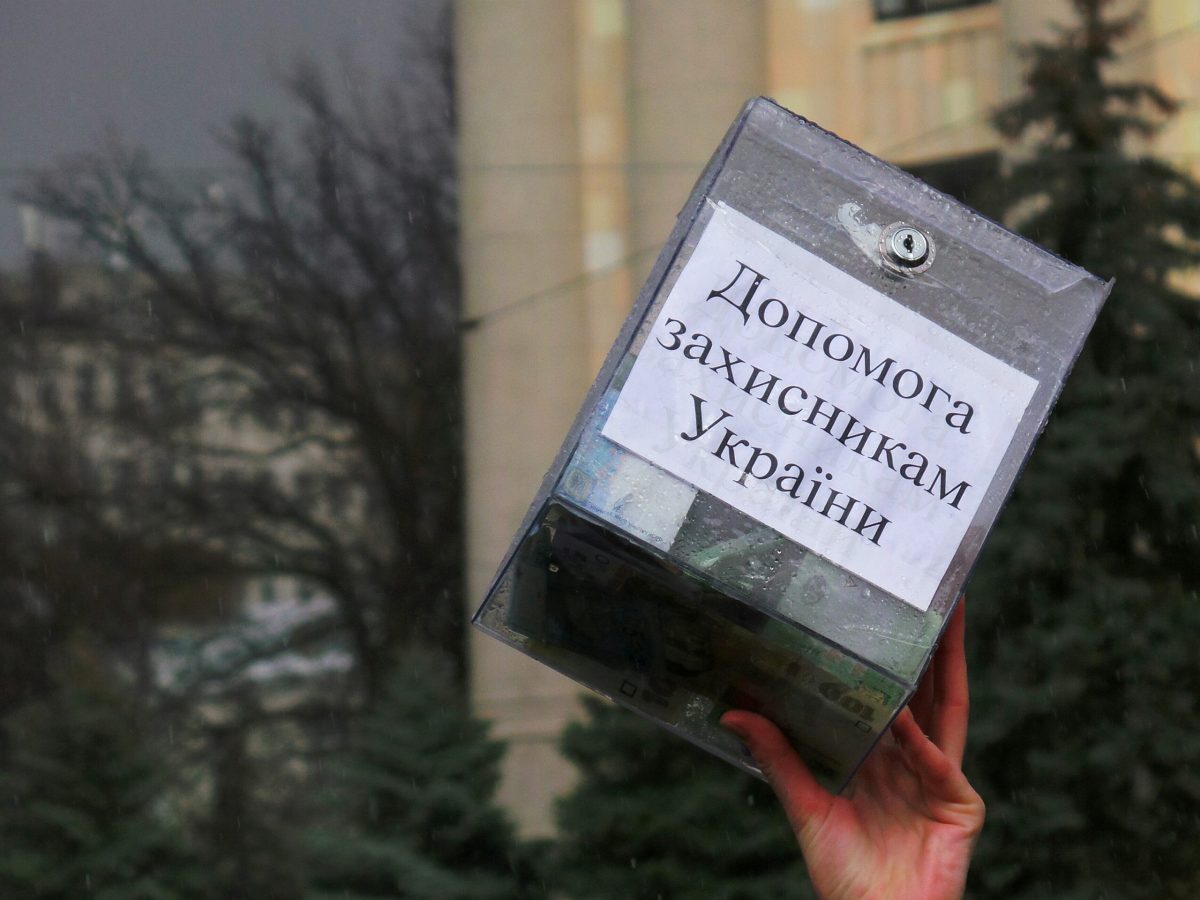 Допомога
захисникам
України